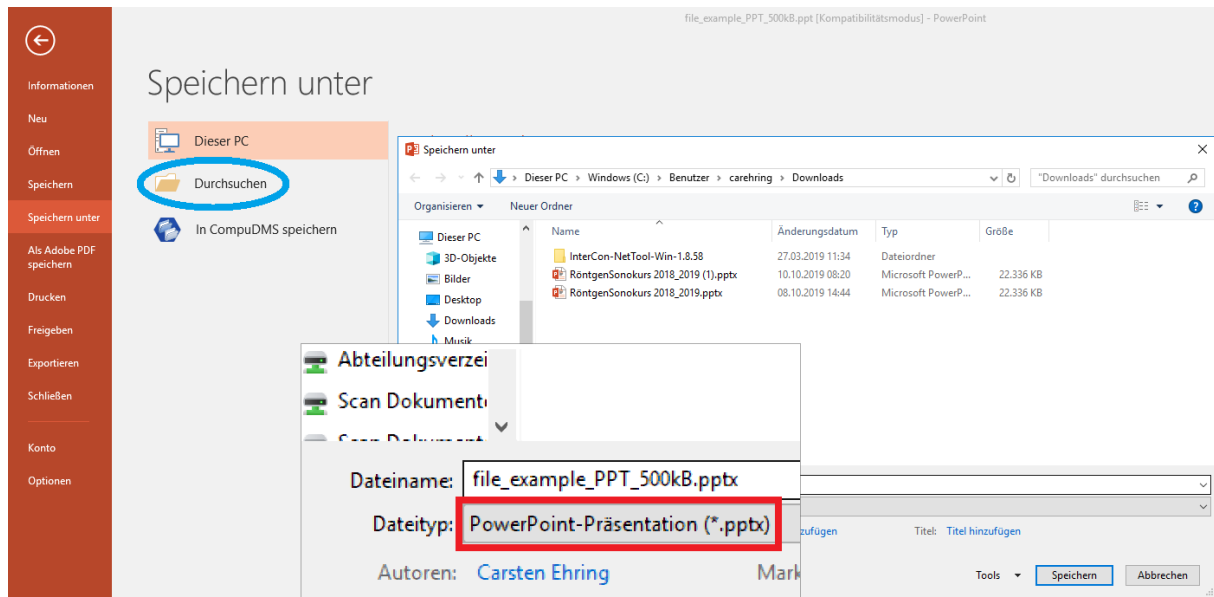 file_example_PPT_500kB.ppt [Kompatibilitätsmodus] - PowerPoint
Informationen
Neu
Öffnen
Speichern
Speichern unter
Als Adobe PDF
speichern
Drucken
Freigeben
Exportieren
Schließen
Konto
Optionen
Speichern unter
Dieser PC
Durchsuchen
In CompuDMS speichern
Speichern unter
Dieser PC > Windows (C:) > Benutzer > carehring > Downloads
"Downloads" durchsuchen
Organisieren
Neuer Ordner
Dieser PC
3D-Objekte
Bilder
Desktop
Downloads
Musik
Name Änderungsdatum Typ Größe
InterCon-NetTool-Win-1.8.58 27.03.2019 11:34 Dateiordner
RöntgenSonokurs 2018_2019 (1).pptx 10.10.2019 08:20 Microsoft PowerP... 22.336 KB
RöntgenSonokurs 2018_2019.pptx 08.10.2019 14:44 Microsoft PowerP... 22.336 KB
Abteilungsverzei
Scan Dokument
Dateiname: file_example_PPT_500kB.pptx
Dateityp: PowerPoint-Präsentation (*.pptx)
Autoren: Carsten Ehring Mark
zufügen
Titel: Titel hinzufügen
Tools Speichern Abbrechen